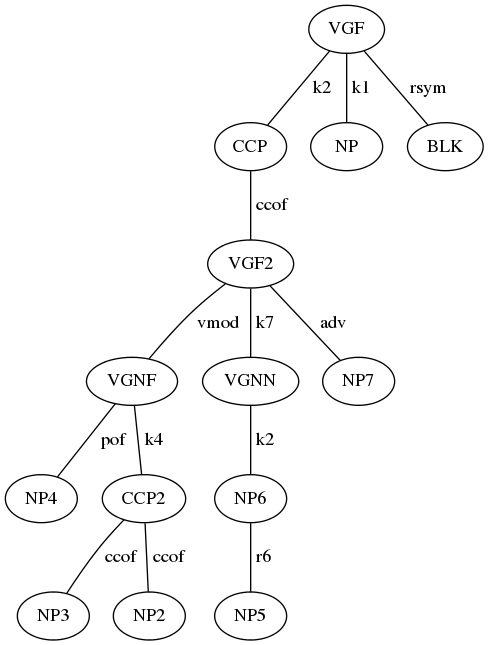 VGF
k2 k1 rsym
CCP NP BLK
ccof
VGF2
vmod k7 adv
VGNF VGNN NP7
pof k4 k2
NP4 CCP2 NP6
ccof ccof r6
NP3 NP2 NP5